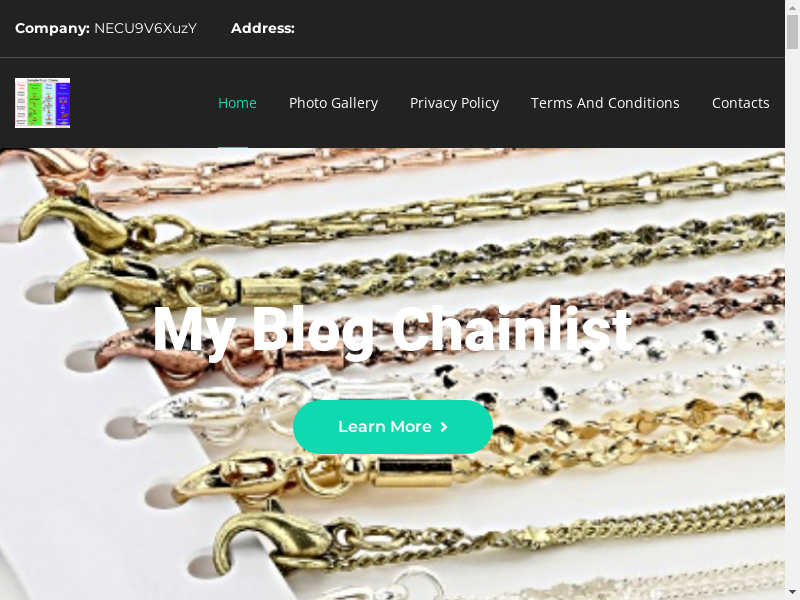 Company: NECU9V6XuzY Address:
Home Photo Gallery Privacy Policy Terms And Conditions Contacts
My Blog Chainlist
Learn More